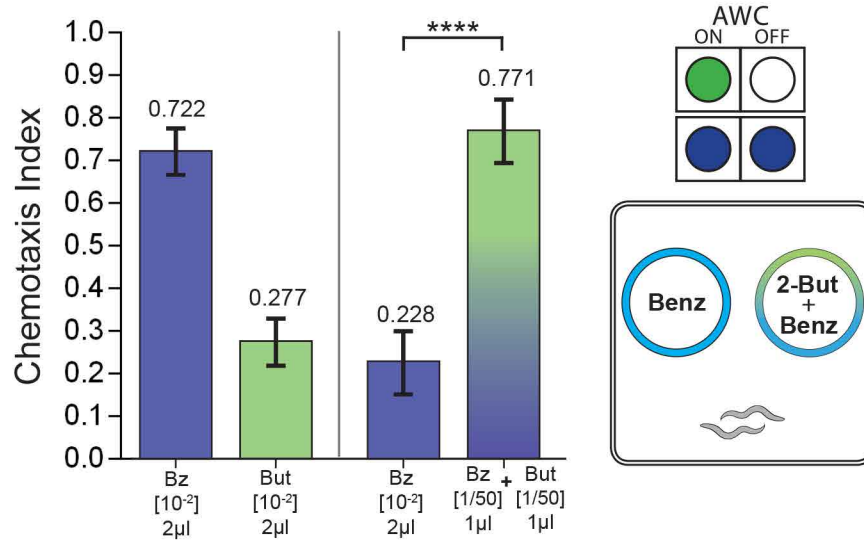 Chemotaxis Index
1.0
0.9
0.8
0.7
0.6
0.5
0.4
0.3
0.2
0.1
0.0
0.722
0.277
0.228
0.771
****
Bz
[10⁻²]
2µl
But
[10⁻²]
2µl
Bz
[10⁻²]
2µl
Bz + But
[1/50] [1/50]
1µl 1µl
AWC
ON OFF
Benz
2-But
+
Benz